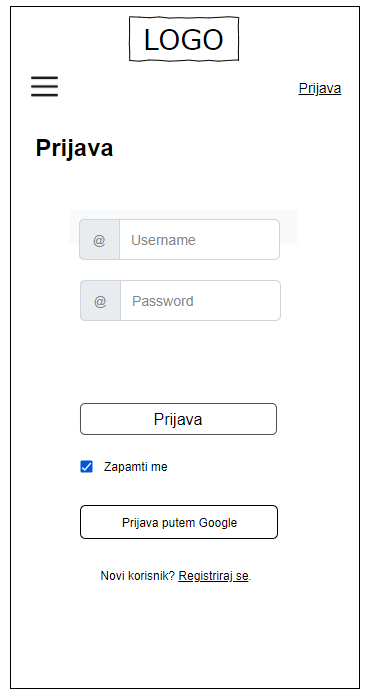 LOGO
Prijava
Prijava
@ Username
@ Password
Prijava
Zapamti me
Prijava putem Google
Novi korisnik? Registriraj se.